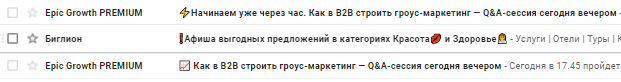 Epic Growth PREMIUM ⚡Начинаем уже через час. Как в B2B строить гроус-маркетинг — Q&A-сессия сегодня вечером -
Биглион ❗Афиша выгодных предложений в категориях Красота💋 и Здоровье👩‍⚕️ - Услуги | Отели | Туры |
Epic Growth PREMIUM 📈 Как в B2B строить гроус-маркетинг — Q&A-сессия сегодня вечером - Сегодня в 17.45 пройдет